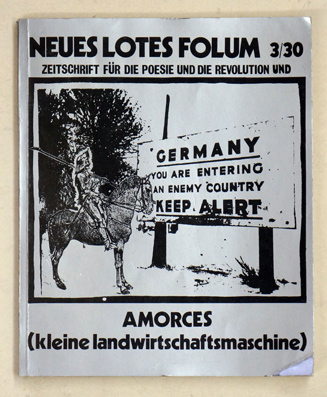 NEUES LOTES FOLUM 3/30
ZEITSCHRIFT FÜR DIE POESIE UND DIE REVOLUTION UND
GERMANY
YOU ARE ENTERING
AN ENEMY COUNTRY
KEEP ALERT
AMORCES
(kleine landwirtschaftsmaschine)